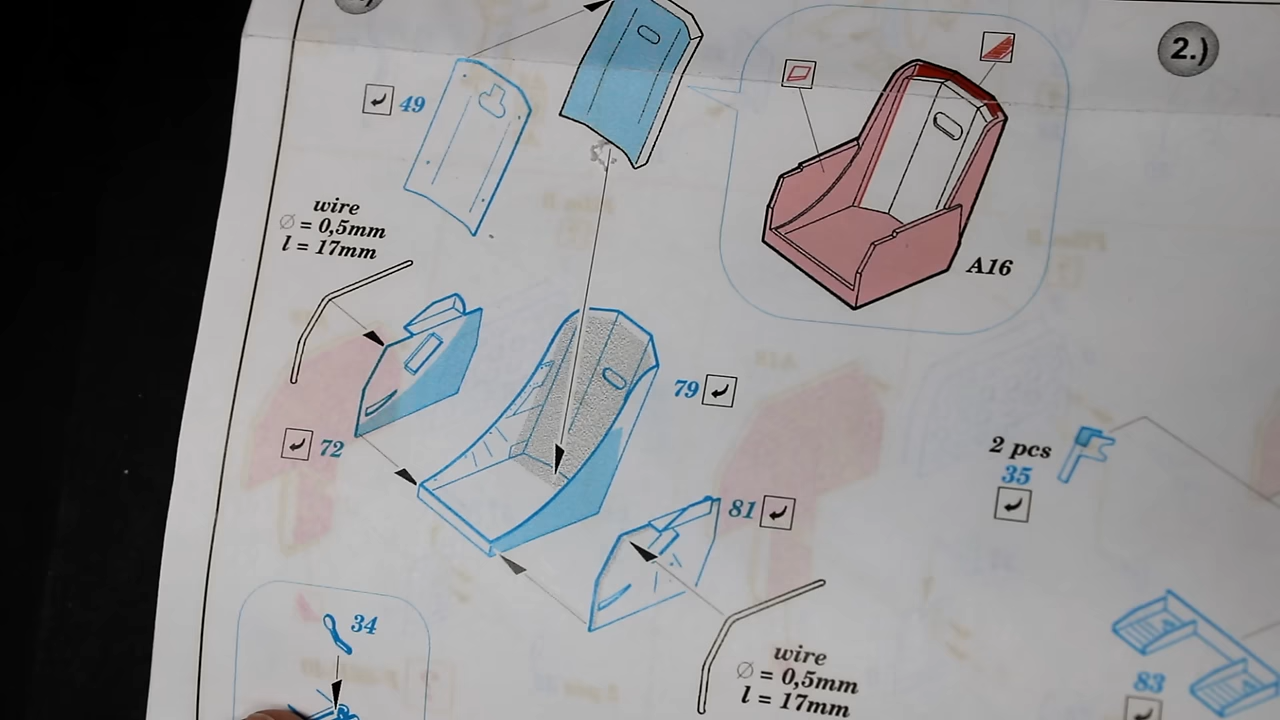 2.)
49
wire
∅ = 0,5mm
l = 17mm
A16
79
72
2 pcs
35
81
34
wire
∅ = 0,5mm
l = 17mm
83